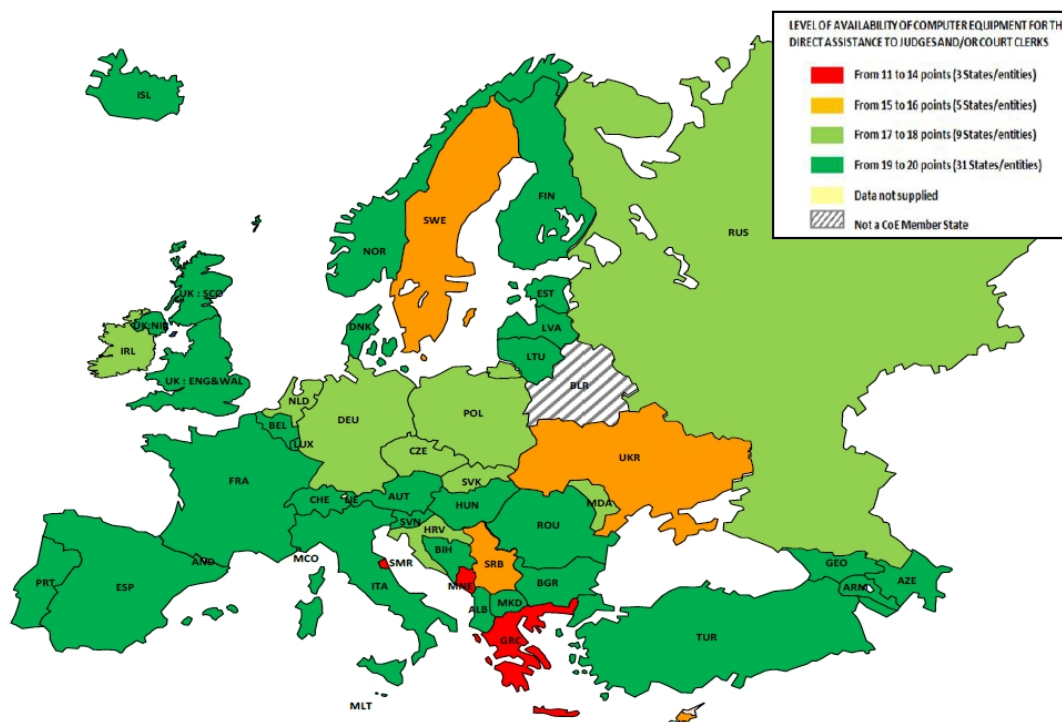 LEVEL OF AVAILABILITY OF COMPUTER EQUIPMENT FOR TH
DIRECT ASSISTANCE TO JUDGES AND/OR COURT CLERKS
From 11 to 14 points (3 States/entities)
From 15 to 16 points (5 States/entities)
From 17 to 18 points (9 States/entities)
From 19 to 20 points (31 States/entities)
Data not supplied
Not a CoE Member State
ISL
FIN
SWE
RUS
NOR
UK : SCO
EST
UK:NIR
DNK
LVA
IRL
LTU
UK : ENG&WAL
BLR
NLD
DEU
POL
BEL
LUX
CZE
UKR
FRA
SVK
MDA
CHE
LIE
AUT
HUN
ROU
SVN
HRV
BIH
SRB
MCO
SMR
GEO
AND
PRT
ESP
ITA
MNE
BGR
ARM
AZE
ALB
MKD
GRC
TUR
MLT